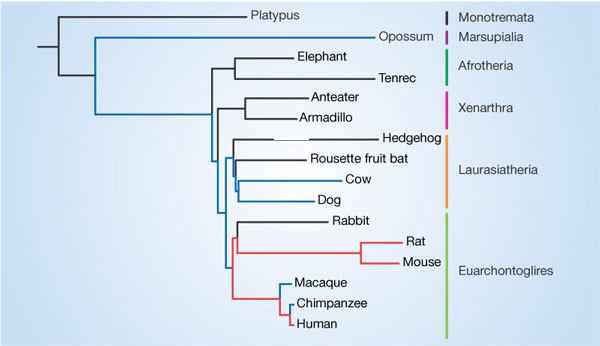 Platypus
Monotremata
Opossum
Marsupialia
Elephant
Afrotheria
Tenrec
Anteater
Xenarthra
Armadillo
Hedgehog
Rousette fruit bat
Laurasiatheria
Cow
Dog
Rabbit
Rat
Mouse
Euarchontoglires
Macaque
Chimpanzee
Human